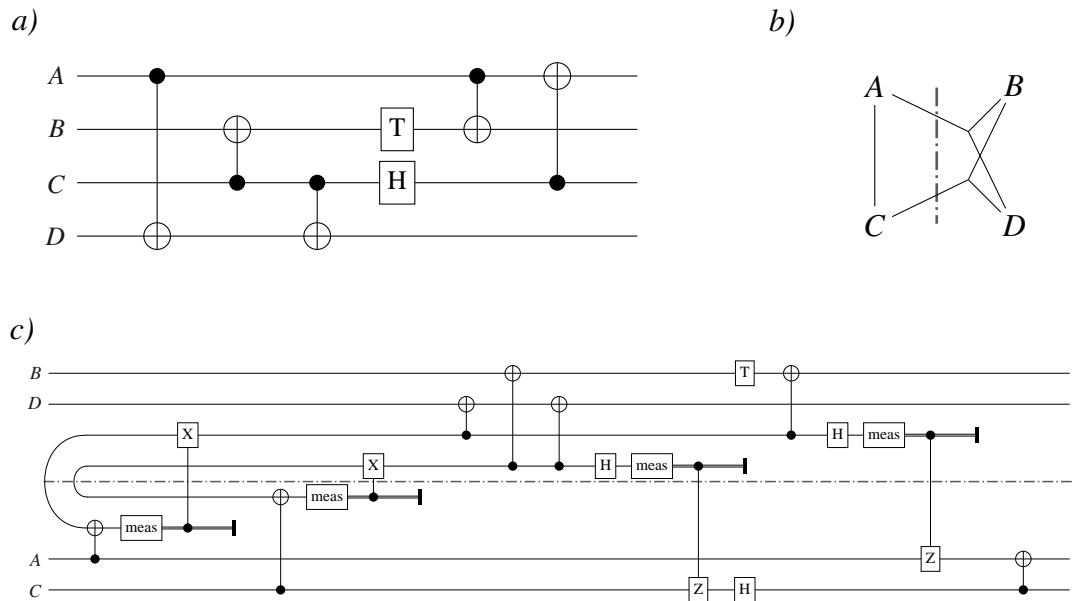 a)
A
B T
C H
D
b)
A B
C D
c)
B T
D
X H meas
X H meas
meas
meas
A Z
C Z H